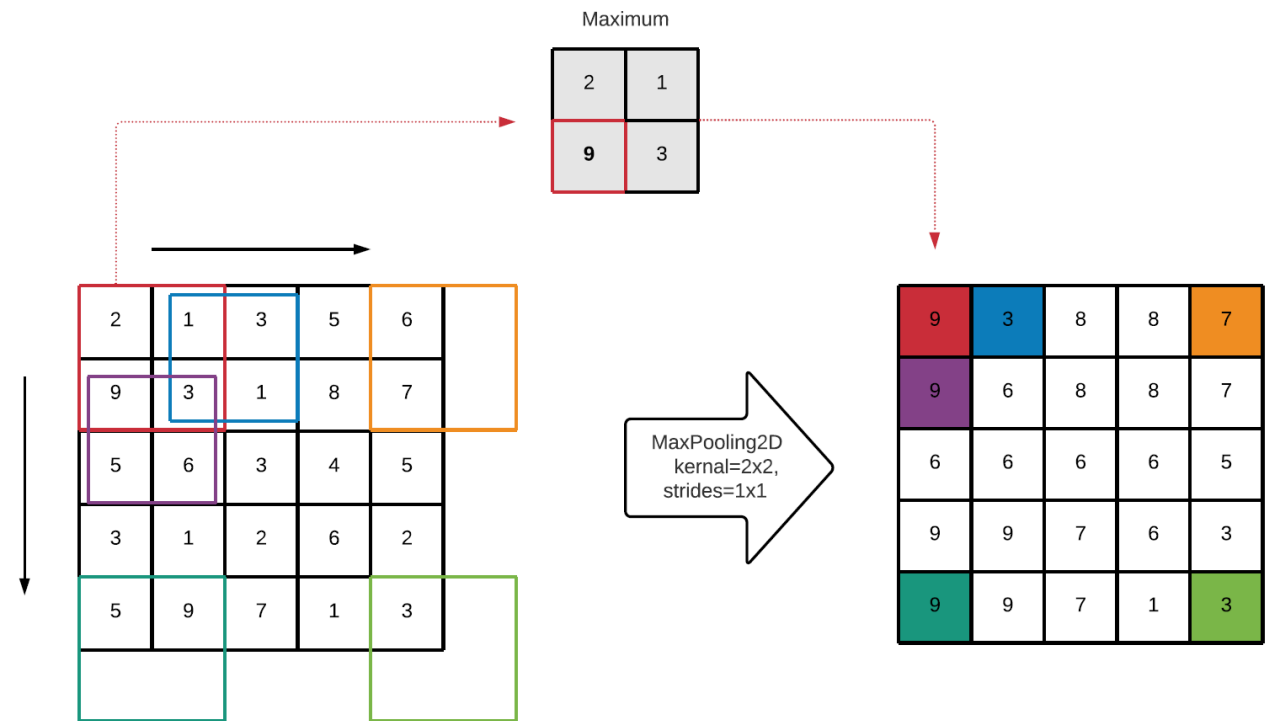 Maximum
2 1
9 3
2 1 3 5 6
9 3 1 8 7
5 6 3 4 5
3 1 2 6 2
5 9 7 1 3
MaxPooling2D
kernal=2x2,
strides=1x1
9 3 8 8 7
9 6 8 8 7
6 6 6 6 5
9 9 7 6 3
9 9 7 1 3